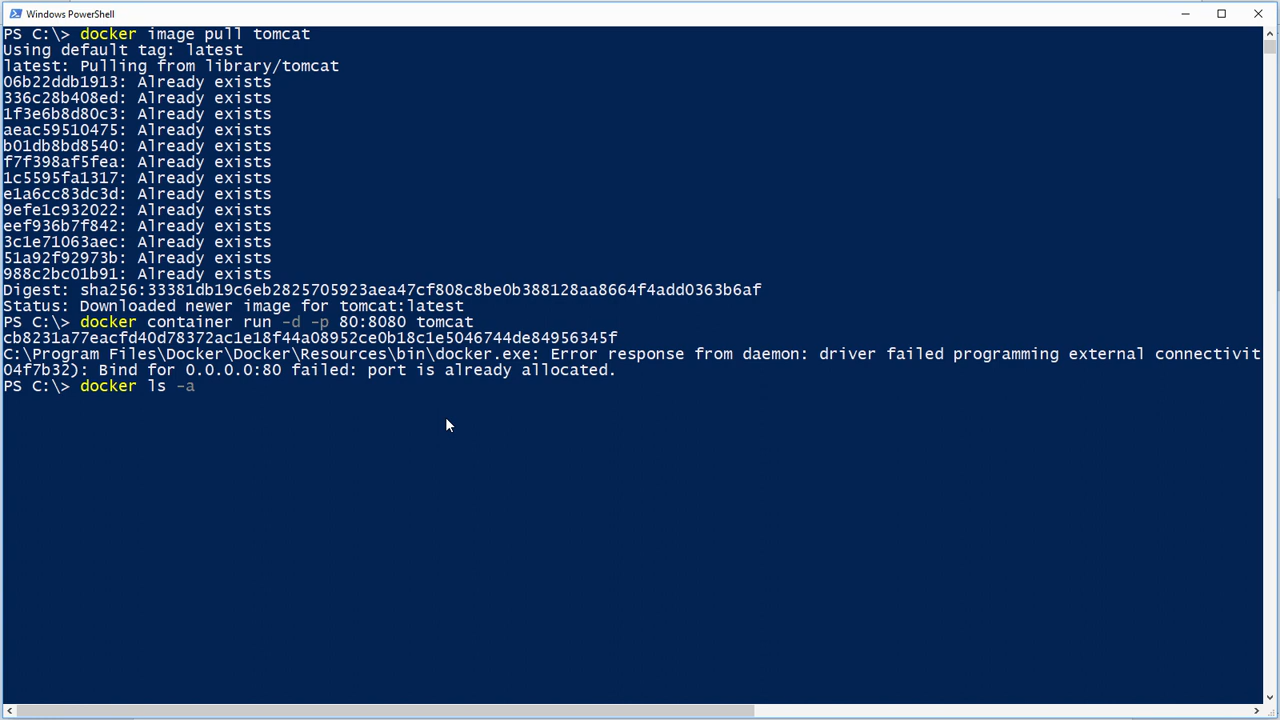 Windows PowerShell
PS C:\> docker image pull tomcat
Using default tag: latest
latest: Pulling from library/tomcat
06b22ddb1913: Already exists
336c28b408ed: Already exists
1f3e6b8d80c3: Already exists
aeac59510475: Already exists
b01db8bd8540: Already exists
f7f398af5fea: Already exists
1c5595fa1317: Already exists
e1a6cc83dc3d: Already exists
9efe1c932022: Already exists
eef936b7f842: Already exists
3c1e71063aec: Already exists
51a92f92973b: Already exists
988c2bc01b91: Already exists
Digest: sha256:33381db19c6eb2825705923aea47cf808c8be0b388128aa8664f4add0363b6af
Status: Downloaded newer image for tomcat:latest
PS C:\> docker container run -d -p 80:8080 tomcat
cb8231a77eacfd40d78372ac1e18f44a08952ce0b18c1e5046744de84956345f
C:\Program Files\Docker\Docker\Resources\bin\docker.exe: Error response from daemon: driver failed programming external connectivit
04f7b32): Bind for 0.0.0.0:80 failed: port is already allocated.
PS C:\> docker ls -a